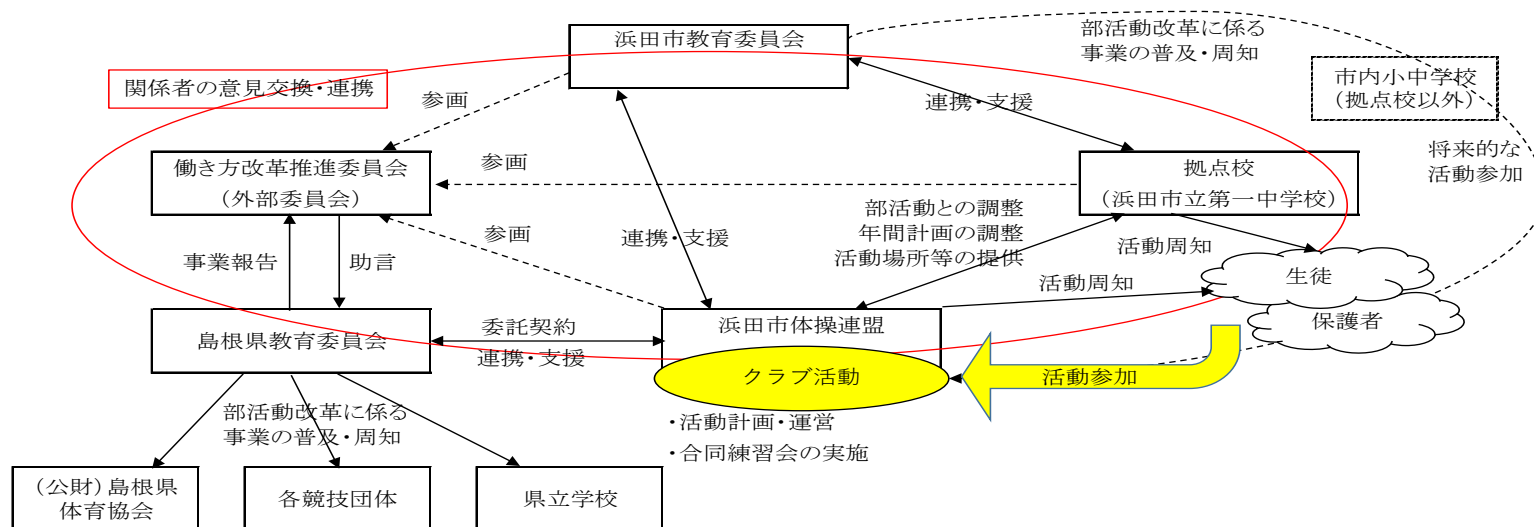 浜田市教育委員会
部活動改革に係る
事業の普及・周知
関係者の意見交換・連携
市内小中学校
（拠点校以外）
参画
連携・支援
働き方改革推進委員会
（外部委員会）
参画
拠点校
（浜田市立第一中学校）
将来的な
活動参加
部活動との調整
年間計画の調整
活動場所等の提供
参画
連携・支援
活動周知
事業報告
助言
活動周知
生徒
保護者
島根県教育委員会
委託契約
連携・支援
浜田市体操連盟
クラブ活動
活動参加
・活動計画・運営
・合同練習会の実施
部活動改革に係る
事業の普及・周知
（公財）島根県
体育協会
各競技団体
県立学校